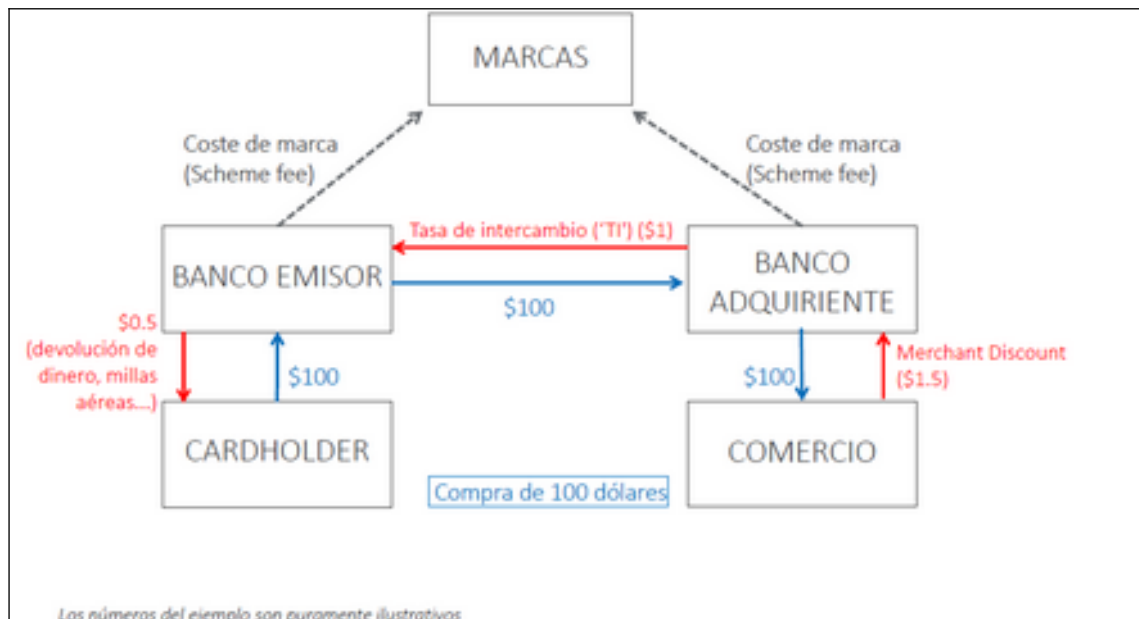 MARCAS
Coste de marca
(Scheme fee)
Coste de marca
(Scheme fee)
Tasa de intercambio ('TI') ($1)
BANCO EMISOR
BANCO
ADQUIRIENTE
$100
$0.5
(devolución de
dinero, millas
aéreas...)
$100
$100
Merchant Discount
($1.5)
CARDHOLDER
COMERCIO
Compra de 100 dólares
Los números del ejemplo son puramente ilustrativos